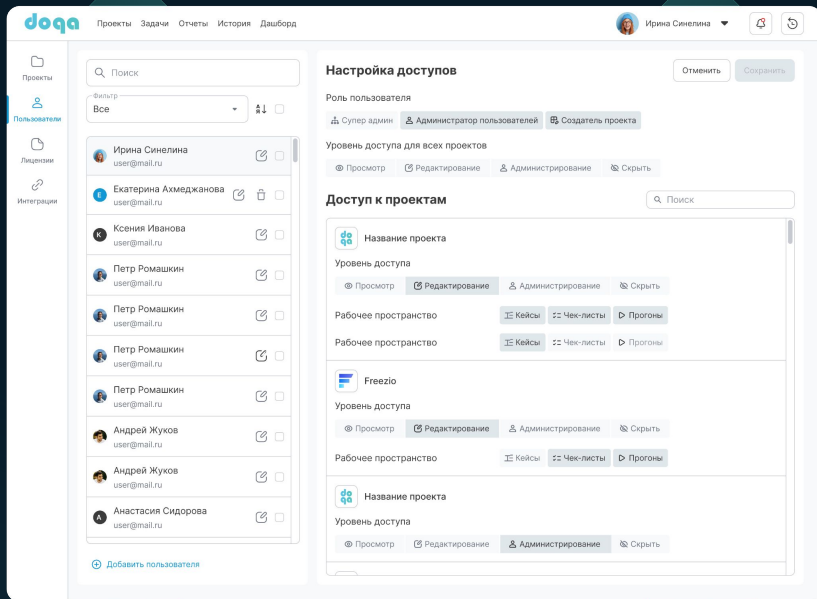 doqa
Проекты Задачи Отчеты История Дашборд
Ирина Синелина
Проекты
Пользователи
Лицензии
Интеграции
Поиск
Фильтр
Все
Ирина Синелина
user@mail.ru
E
Екатерина Ахмеджанова
user@mail.ru
K
Ксения Иванова
user@mail.ru
Петр Ромашкин
user@mail.ru
Петр Ромашкин
user@mail.ru
Петр Ромашкин
user@mail.ru
Петр Ромашкин
user@mail.ru
Андрей Жуков
user@mail.ru
Андрей Жуков
user@mail.ru
А
Анастасия Сидорова
user@mail.ru
Добавить пользователя
Настройка доступов
Отменить Сохранить
Роль пользователя
Супер админ Администратор пользователей Создатель проекта
Уровень доступа для всех проектов
Просмотр Редактирование Администрирование Скрыть
Доступ к проектам
Поиск
doqa
Название проекта
Уровень доступа
Просмотр Редактирование Администрирование Скрыть
Рабочее пространство Кейсы Чек-листы Прогоны
Рабочее пространство Кейсы Чек-листы Прогоны
Freezio
Уровень доступа
Просмотр Редактирование Администрирование Скрыть
Рабочее пространство Кейсы Чек-листы Прогоны
doqa
Название проекта
Уровень доступа
Просмотр Редактирование Администрирование Скрыть